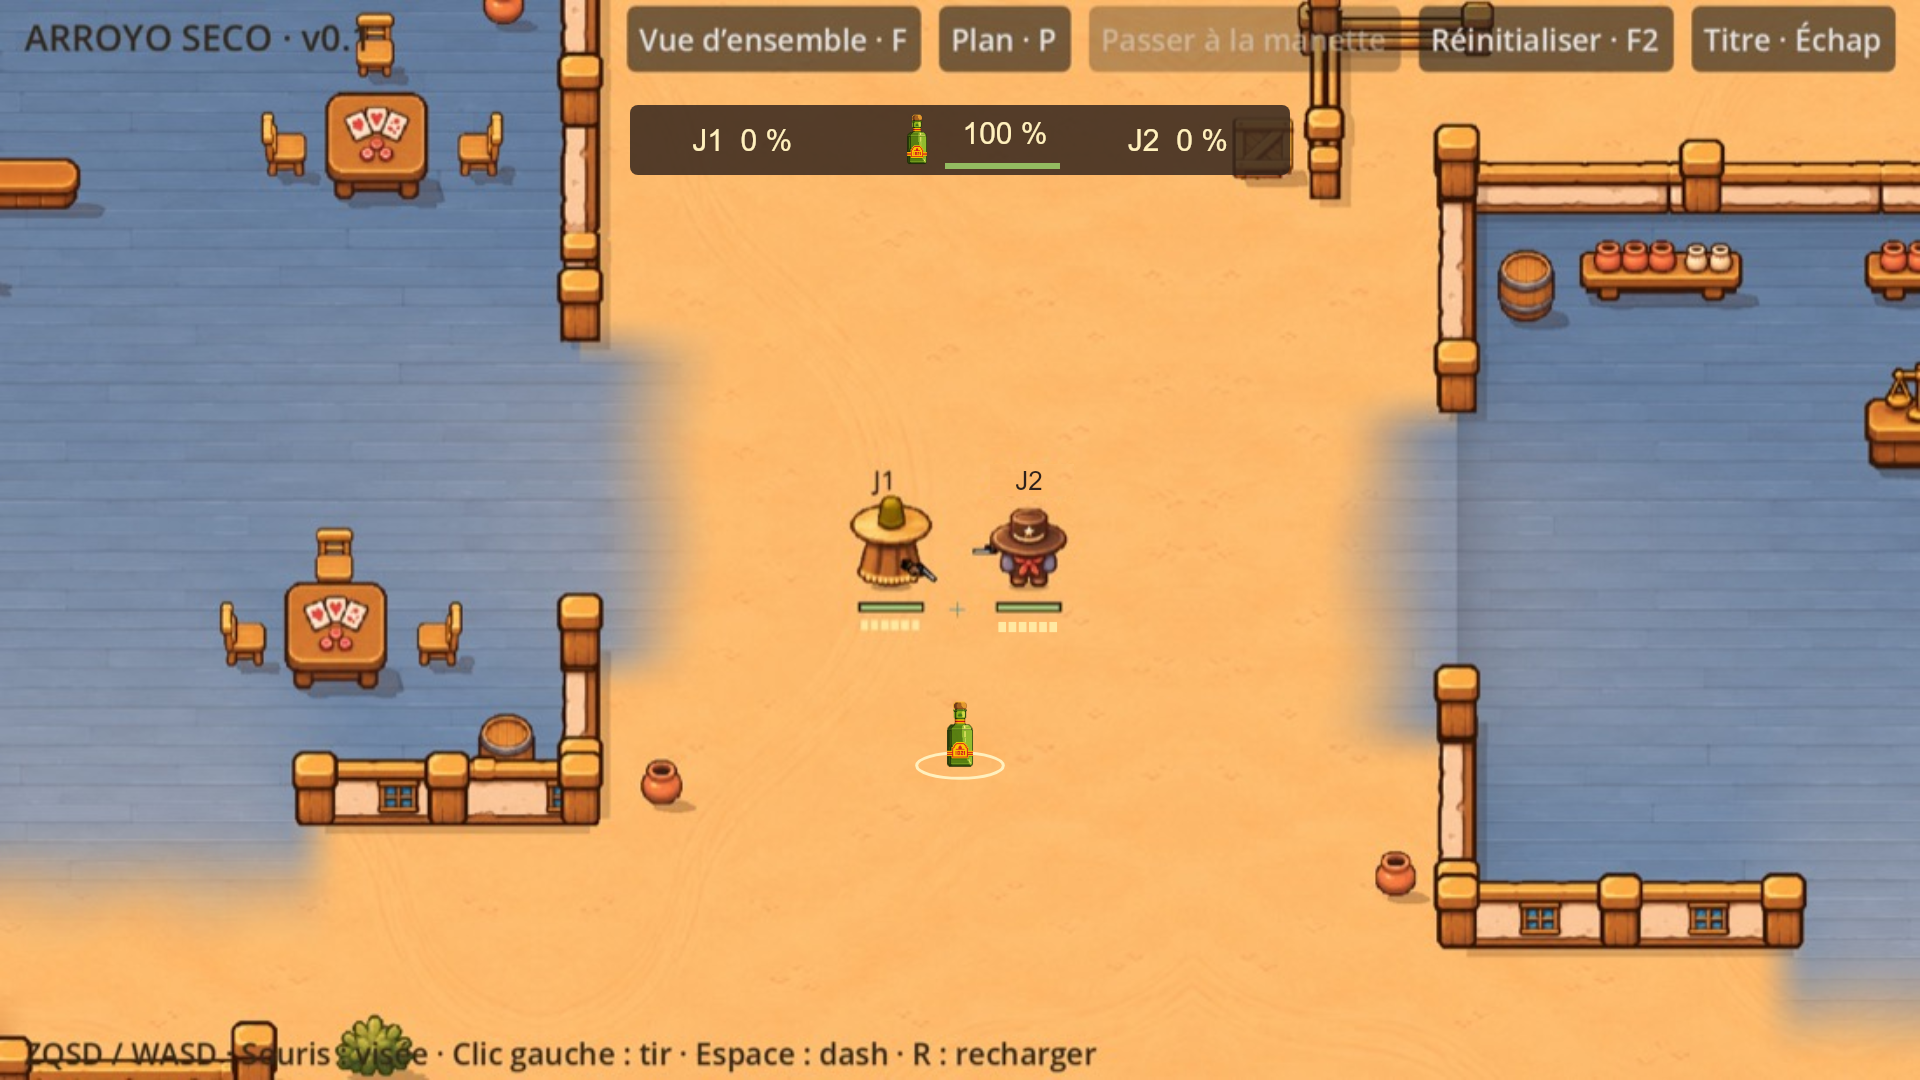 ARROYO SECO · v0.1
Vue d’ensemble · F
Plan · P
Passer à la manette
Réinitialiser · F2
Titre · Échap
J1 0 %
100 %
J2 0 %
J1
J2
ZQSD / WASD · Souris : visée · Clic gauche : tir · Espace : dash · R : recharger